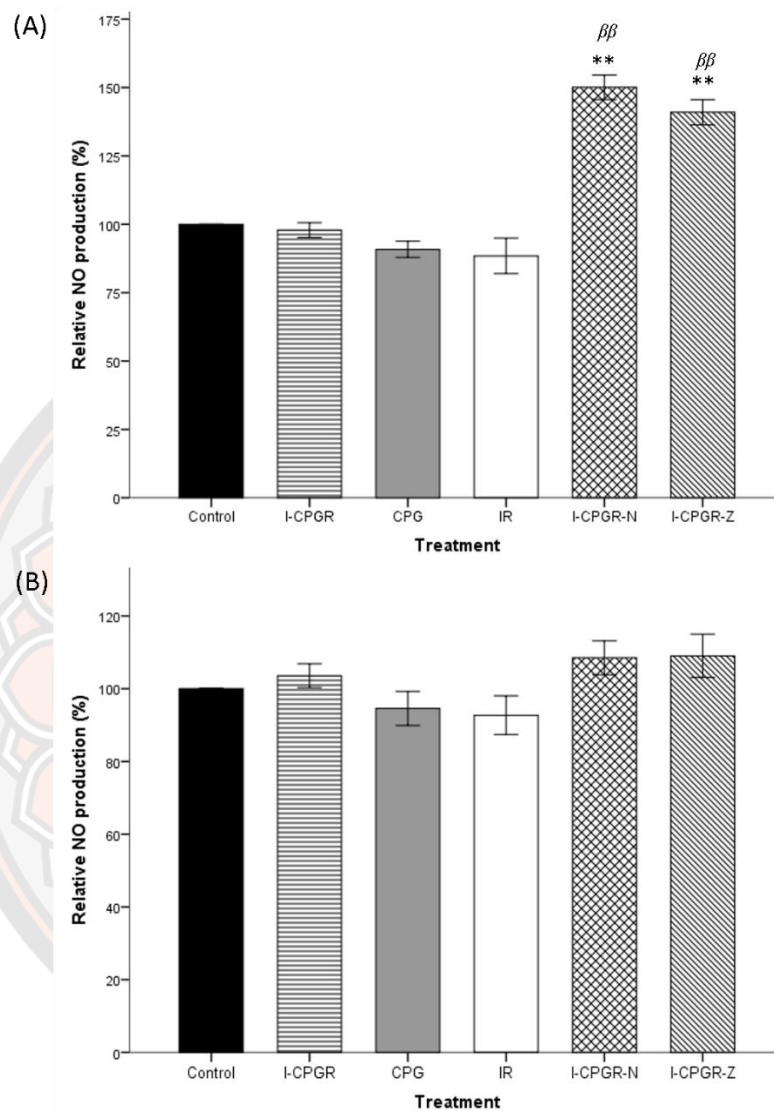 (A)
Relative NO production (%)
175
150
125
100
75
50
25
0
ββ
**
ββ
**
Control I-CPGR CPG IR I-CPGR-N I-CPGR-Z
Treatment
(B)
Relative NO production (%)
120
100
80
60
40
20
0
Control I-CPGR CPG IR I-CPGR-N I-CPGR-Z
Treatment